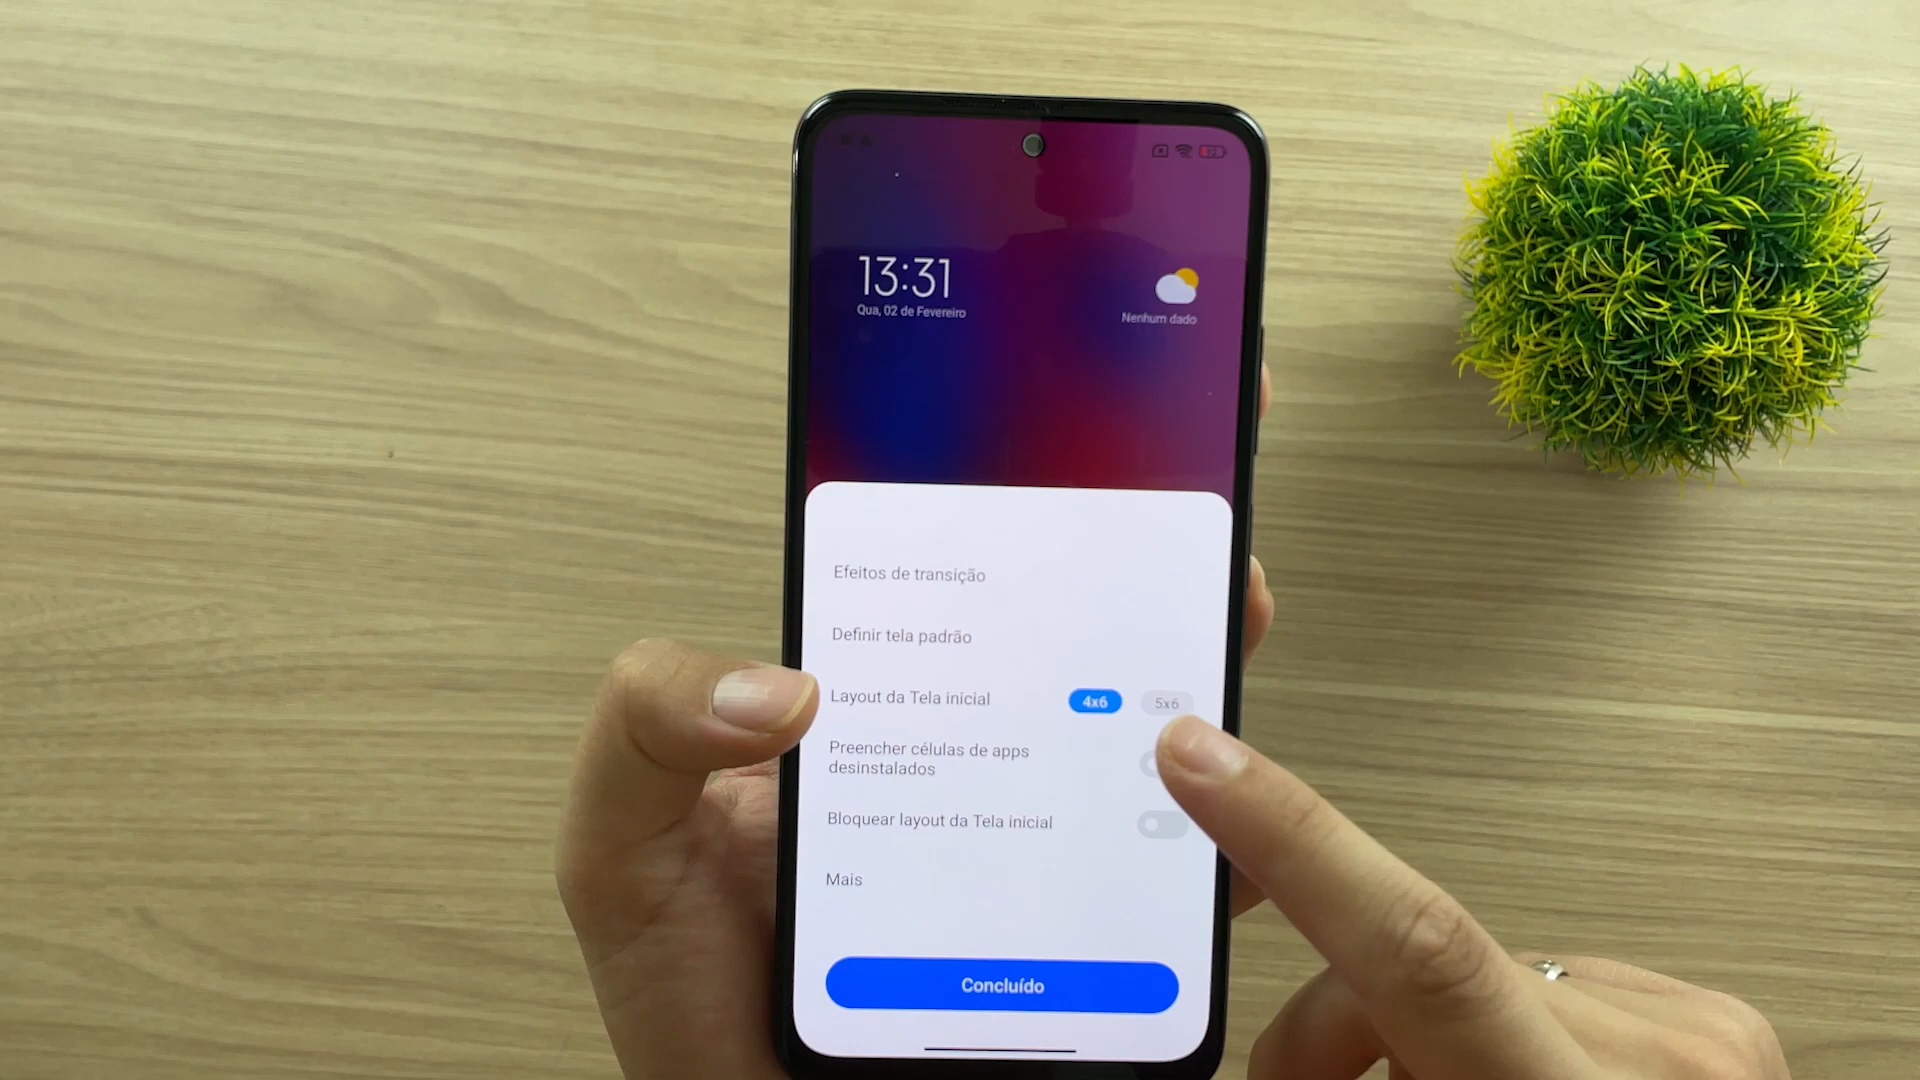 13:31
Qua, 02 de Fevereiro
Nenhum dado
Efeitos de transição
Definir tela padrão
Layout da Tela inicial 4x6 5x6
Preencher células de apps
desinstalados
Bloquear layout da Tela inicial
Mais
Concluído